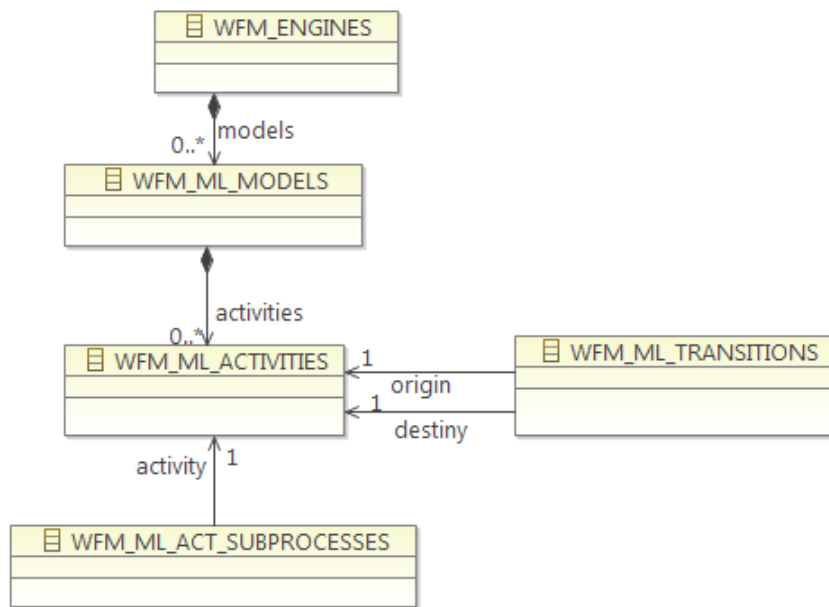 WFM_ENGINES
models
0..*
WFM_ML_MODELS
activities
0..*
WFM_ML_ACTIVITIES
WFM_ML_TRANSITIONS
1
origin
1
destiny
activity
1
WFM_ML_ACT_SUBPROCESSES